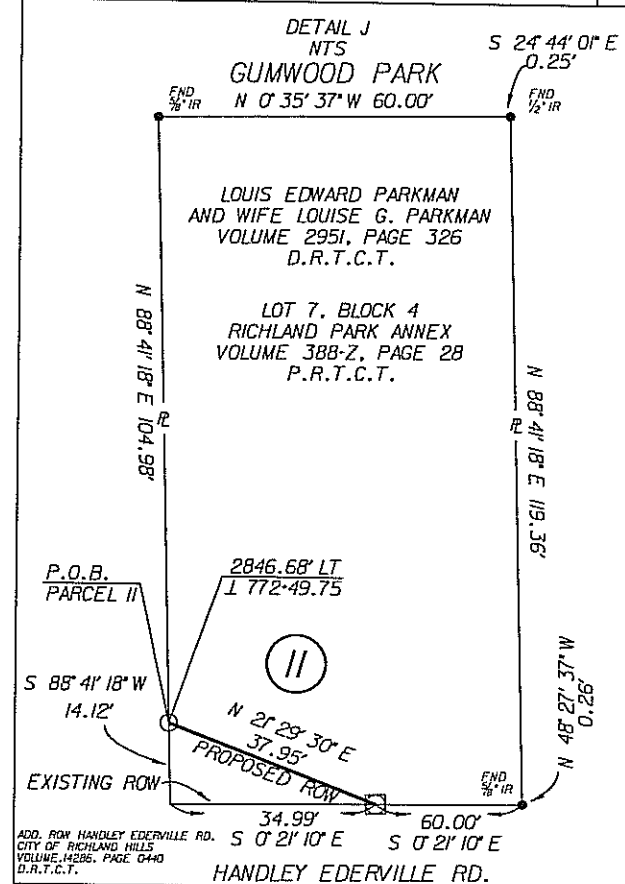 DETAIL J
NTS
GUMWOOD PARK
S 24°44'01" E
0.25'
FND
5/8" IR
N 0°35'37" W 60.00'
FND
1/2" IR
LOUIS EDWARD PARKMAN
AND WIFE LOUISE G. PARKMAN
VOLUME 2951, PAGE 326
D.R.T.C.T.
LOT 7, BLOCK 4
RICHLAND PARK ANNEX
VOLUME 388-Z, PAGE 28
P.R.T.C.T.
N 88°41'18" E 104.98'
PL
N 88°41'18" E 119.36'
PL
P.O.B.
PARCEL 11
2846.68' LT
⊥ 772+49.75
11
S 88°41'18" W
14.12'
N 21°29'30" E
37.95'
PROPOSED ROW
N 48°27'37" W
0.26'
EXISTING ROW
FND
5/8" IR
34.99'
S 0°21'10" E
60.00'
S 0°21'10" E
ADD. ROW HANDLEY EDERVILLE RD.
CITY OF RICHLAND HILLS
VOLUME.14286, PAGE 0440
D.R.T.C.T.
HANDLEY EDERVILLE RD.